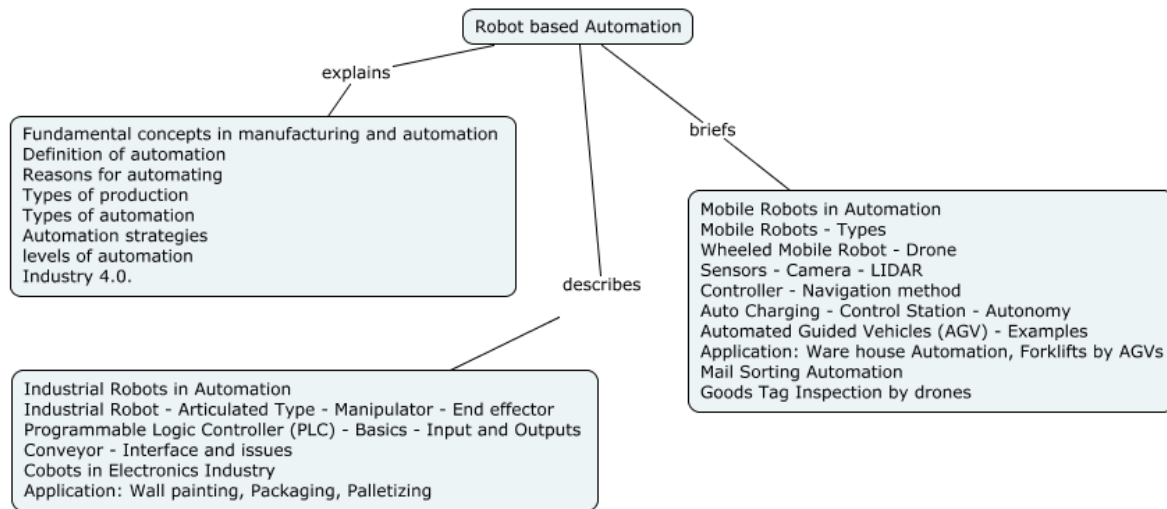 Robot based Automation
explains
Fundamental concepts in manufacturing and automation
Definition of automation
Reasons for automating
Types of production
Types of automation
Automation strategies
levels of automation
Industry 4.0.
describes
Industrial Robots in Automation
Industrial Robot - Articulated Type - Manipulator - End effector
Programmable Logic Controller (PLC) - Basics - Input and Outputs
Conveyor - Interface and issues
Cobots in Electronics Industry
Application: Wall painting, Packaging, Palletizing
briefs
Mobile Robots in Automation
Mobile Robots - Types
Wheeled Mobile Robot - Drone
Sensors - Camera - LIDAR
Controller - Navigation method
Auto Charging - Control Station - Autonomy
Automated Guided Vehicles (AGV) - Examples
Application: Ware house Automation, Forklifts by AGVs
Mail Sorting Automation
Goods Tag Inspection by drones